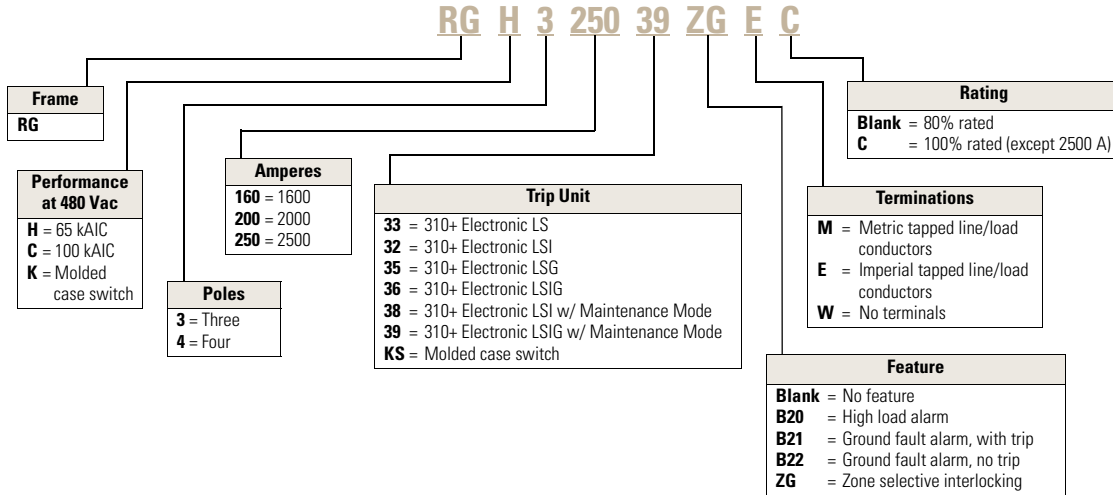 RG H 3 250 39 ZG E C
Frame
RG
Performance
at 480 Vac
H = 65 kAIC
C = 100 kAIC
K = Molded
case switch
Poles
3 = Three
4 = Four
Amperes
160 = 1600
200 = 2000
250 = 2500
Trip Unit
33 = 310+ Electronic LS
32 = 310+ Electronic LSI
35 = 310+ Electronic LSG
36 = 310+ Electronic LSIG
38 = 310+ Electronic LSI w/ Maintenance Mode
39 = 310+ Electronic LSIG w/ Maintenance Mode
KS = Molded case switch
Rating
Blank = 80% rated
C = 100% rated (except 2500 A)
Terminations
M = Metric tapped line/load
conductors
E = Imperial tapped line/load
conductors
W = No terminals
Feature
Blank = No feature
B20 = High load alarm
B21 = Ground fault alarm, with trip
B22 = Ground fault alarm, no trip
ZG = Zone selective interlocking